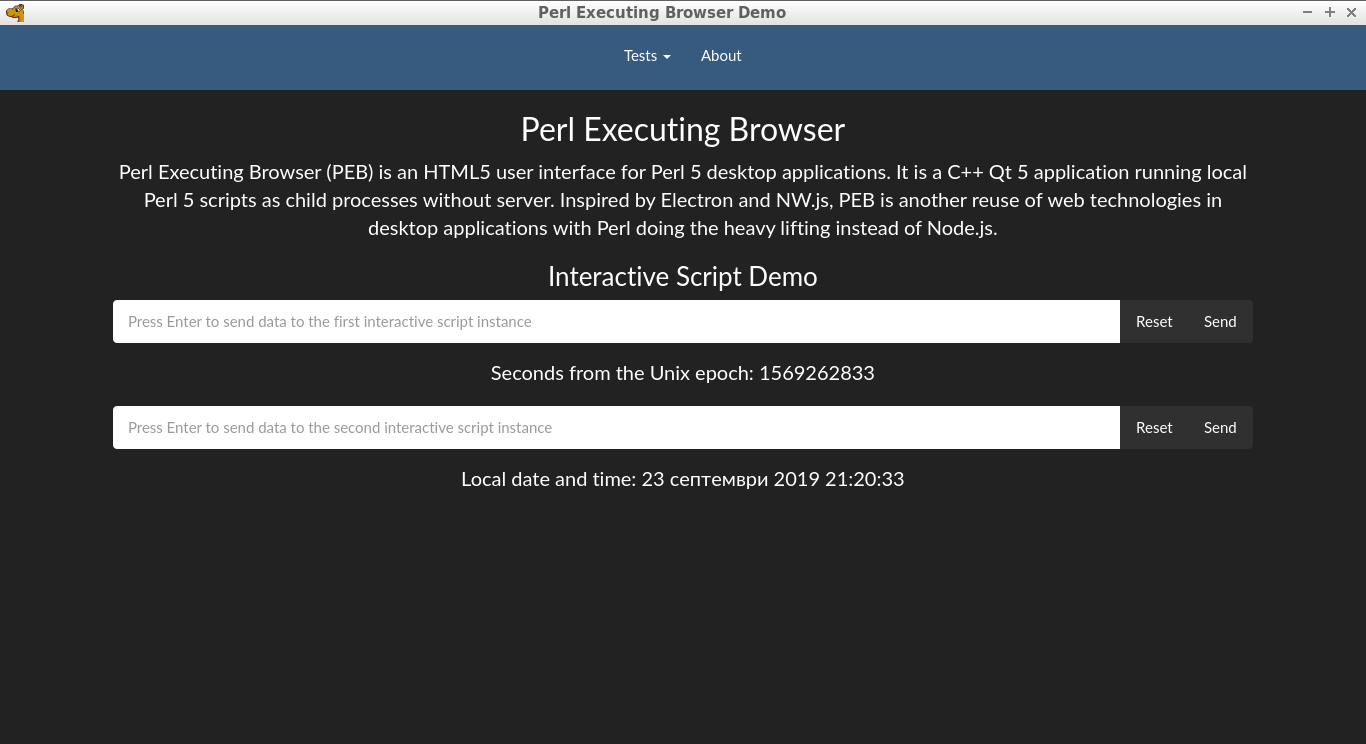 Perl Executing Browser Demo
Tests
About
Perl Executing Browser
Perl Executing Browser (PEB) is an HTML5 user interface for Perl 5 desktop applications. It is a C++ Qt 5 application running local
Perl 5 scripts as child processes without server. Inspired by Electron and NW.js, PEB is another reuse of web technologies in
desktop applications with Perl doing the heavy lifting instead of Node.js.
Interactive Script Demo
Press Enter to send data to the first interactive script instance
Reset
Send
Seconds from the Unix epoch: 1569262833
Press Enter to send data to the second interactive script instance
Reset
Send
Local date and time: 23 септември 2019 21:20:33